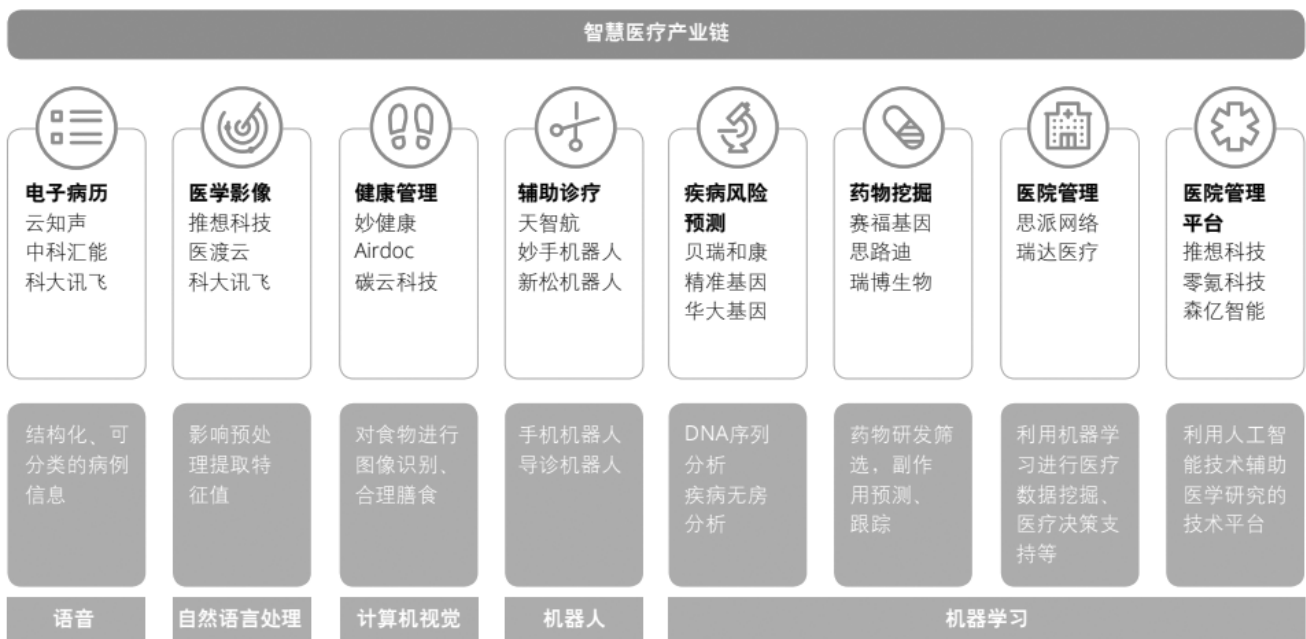 智慧医疗产业链
电子病历
云知声
中科汇能
科大讯飞
医学影像
推想科技
医渡云
科大讯飞
健康管理
妙健康
Airdoc
碳云科技
辅助诊疗
天智航
妙手机器人
新松机器人
疾病风险
预测
贝瑞和康
精准基因
华大基因
药物挖掘
赛福基因
思路迪
瑞博生物
医院管理
思派网络
瑞达医疗
医院管理
平台
推想科技
零氪科技
森亿智能
结构化、可
分类的病例
信息
影响预处
理提取特
征值
对食物进行
图像识别、
合理膳食
手机机器人
导诊机器人
DNA序列
分析
疾病无房
分析
药物研发筛
选，副作
用预测、
跟踪
利用机器学
习进行医疗
数据挖掘、
医疗决策支
持等
利用人工智
能技术辅助
医学研究的
技术平台
语音
自然语言处理
计算机视觉
机器人
机器学习